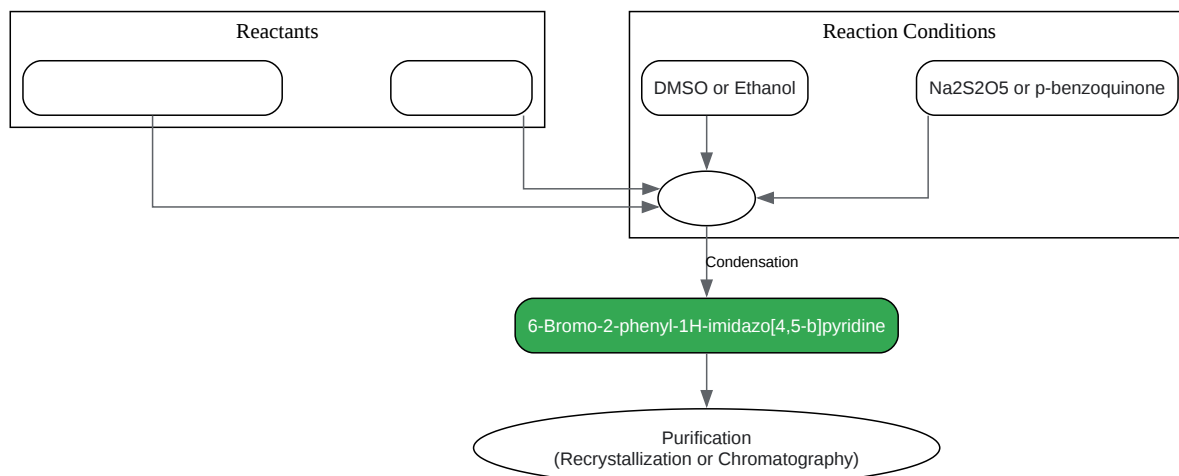 Reactants
Reaction Conditions
DMSO or Ethanol
Na2S2O5 or p-benzoquinone
Condensation
6-Bromo-2-phenyl-1H-imidazo[4,5-b]pyridine
Purification
(Recrystallization or Chromatography)